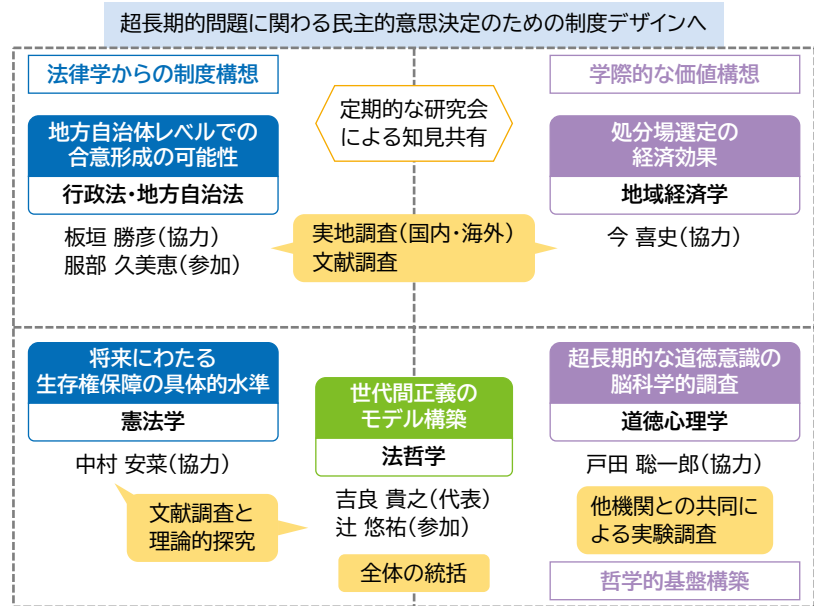 超長期的問題に関わる民主的意思決定のための制度デザインへ
法律学からの制度構想
学際的な価値構想
定期的な研究会
による知見共有
地方自治体レベルでの
合意形成の可能性
行政法・地方自治法
板垣 勝彦(協力)
服部 久美恵(参加)
処分場選定の
経済効果
地域経済学
今 喜史(協力)
実地調査(国内・海外)
文献調査
将来にわたる
生存権保障の具体的水準
憲法学
中村 安菜(協力)
文献調査と
理論的探究
世代間正義の
モデル構築
法哲学
吉良 貴之(代表)
辻 悠祐(参加)
全体の統括
超長期的な道徳意識の
脳科学的調査
道徳心理学
戸田 聡一郎(協力)
他機関との共同に
よる実験調査
哲学的基盤構築